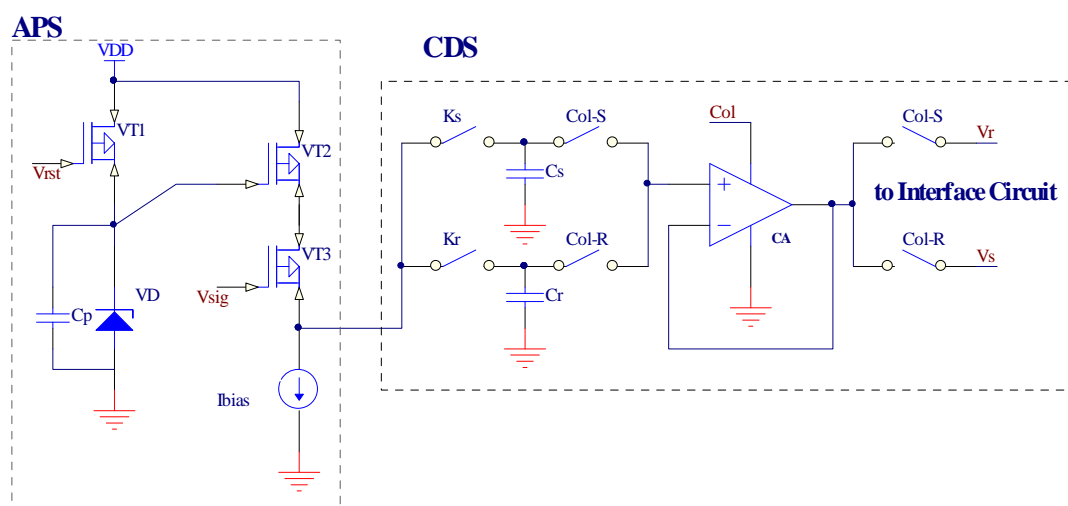 APS
CDS
VDD
VT1
Vrst
VT2
VT3
Vsig
VD
Cp
Ibias
Ks
Col-S
Cs
Kr
Col-R
Cr
Col
+
−
CA
Col-S
Vr
to Interface Circuit
Col-R
Vs